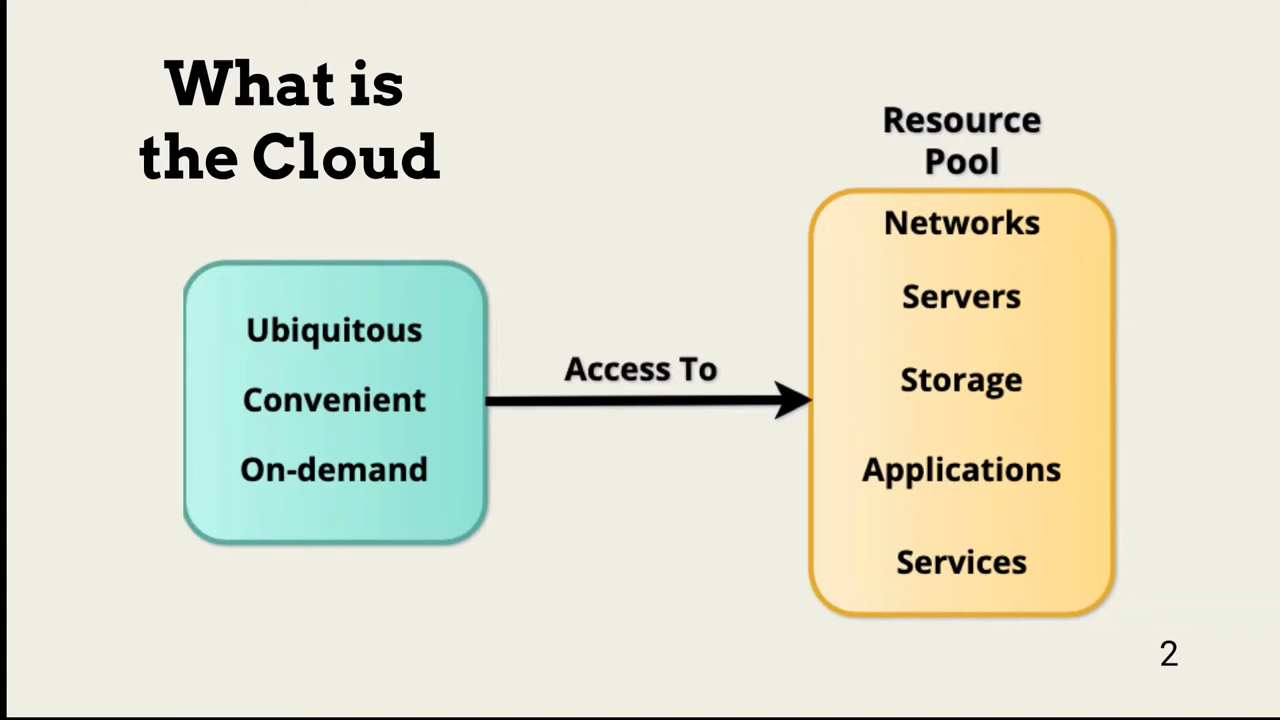 What is
the Cloud
Ubiquitous
Convenient
On-demand
Access To
Resource
Pool
Networks
Servers
Storage
Applications
Services
2